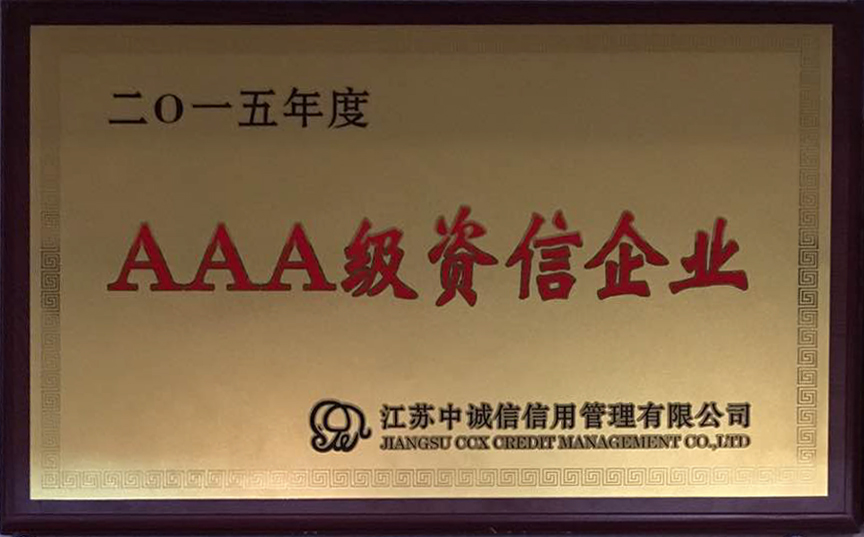 二〇一五年度
AAA级资信企业
江苏中诚信信用管理有限公司
JIANGSU CCX CREDIT MANAGEMENT CO.,LTD